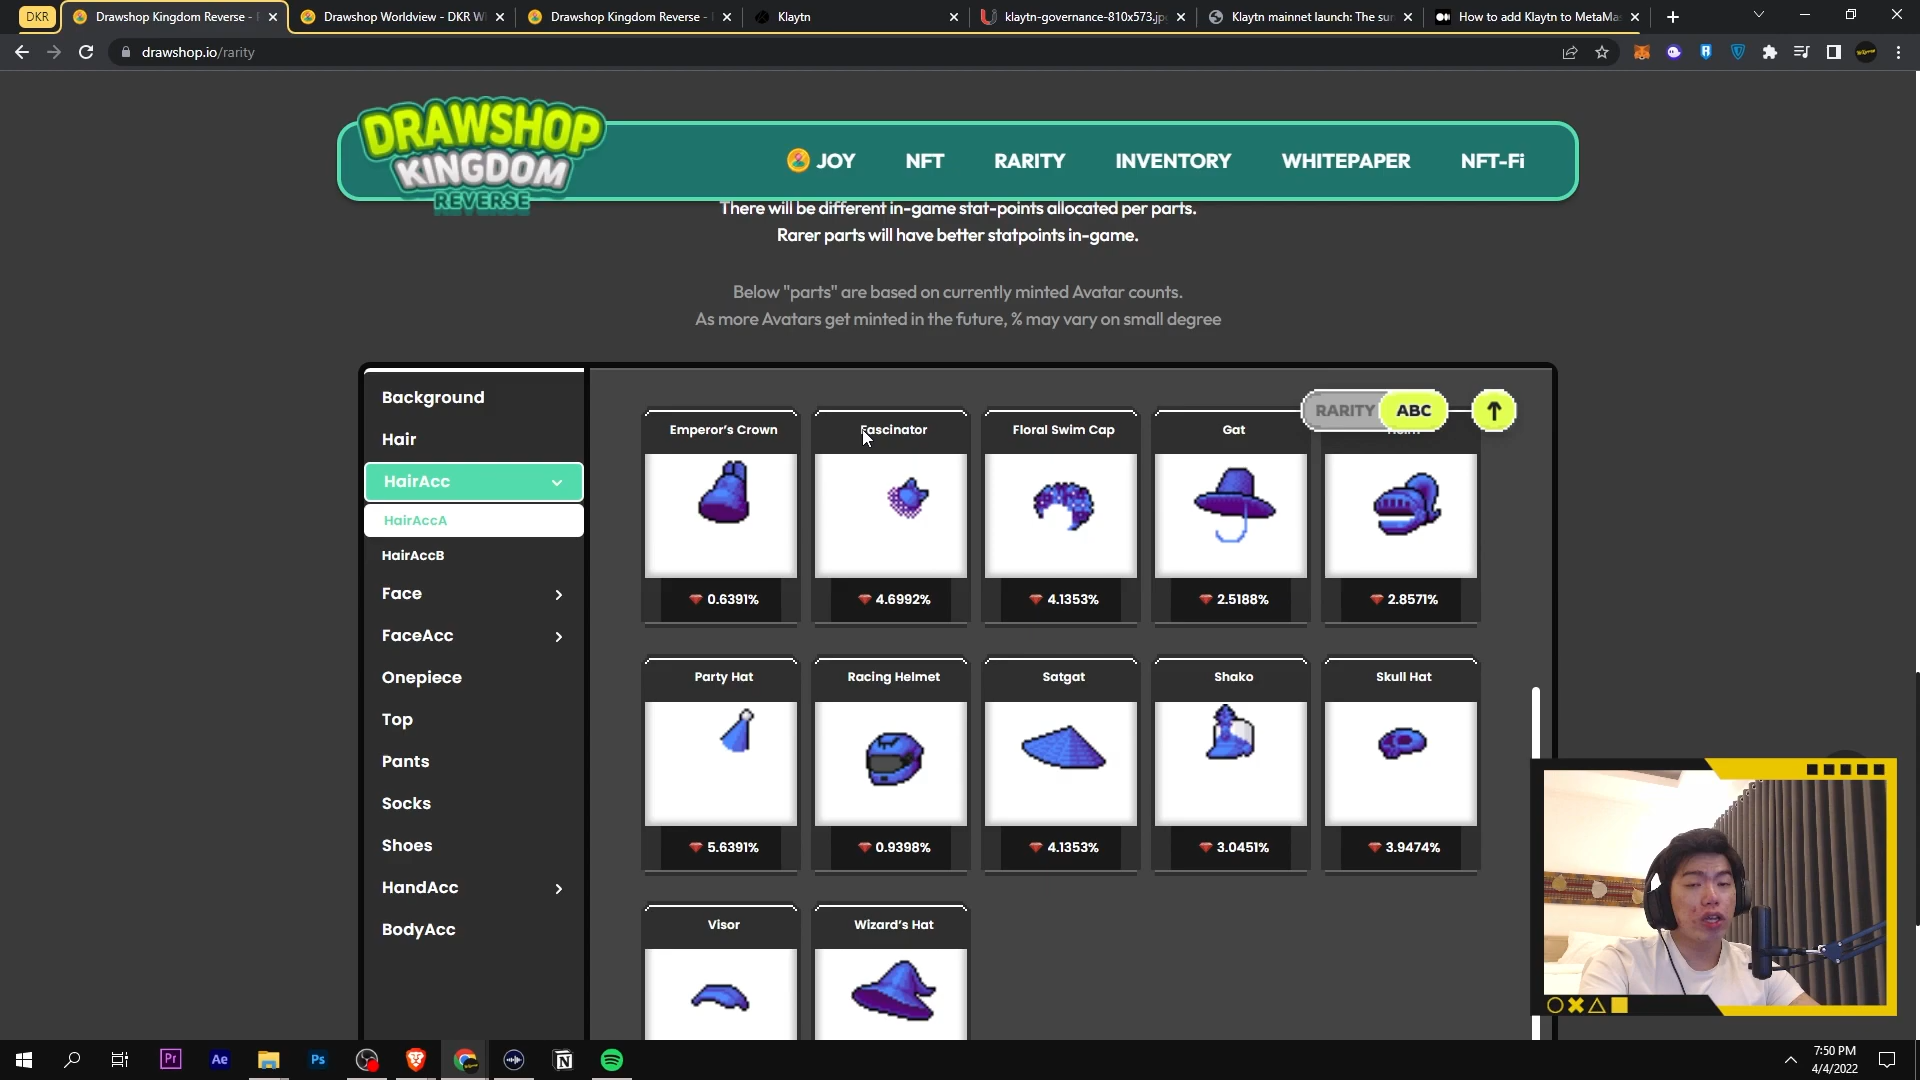 DKR
Drawshop Kingdom Reverse -
Drawshop Worldview - DKR W
Drawshop Kingdom Reverse -
Klaytn
klaytn-governance-810x573.jp
Klaytn mainnet launch: The sur
How to add Klaytn to MetaMa
drawshop.io/rarity
DRAWSHOP
KINGDOM
REVERSE
JOY
NFT
RARITY
INVENTORY
WHITEPAPER
NFT-Fi
There will be different in-game stat-points allocated per parts.
Rarer parts will have better statpoints in-game.
Below "parts" are based on currently minted Avatar counts.
As more Avatars get minted in the future, % may vary on small degree
Background
Hair
HairAcc
HairAccA
HairAccB
Face
FaceAcc
Onepiece
Top
Pants
Socks
Shoes
HandAcc
BodyAcc
RARITY
ABC
Emperor's Crown
Fascinator
Floral Swim Cap
Gat
0.6391%
4.6992%
4.1353%
2.5188%
2.8571%
Party Hat
Racing Helmet
Satgat
Shako
Skull Hat
5.6391%
0.9398%
4.1353%
3.0451%
3.9474%
Visor
Wizard's Hat
Pr
Ae
Ps
7:50 PM
4/4/2022